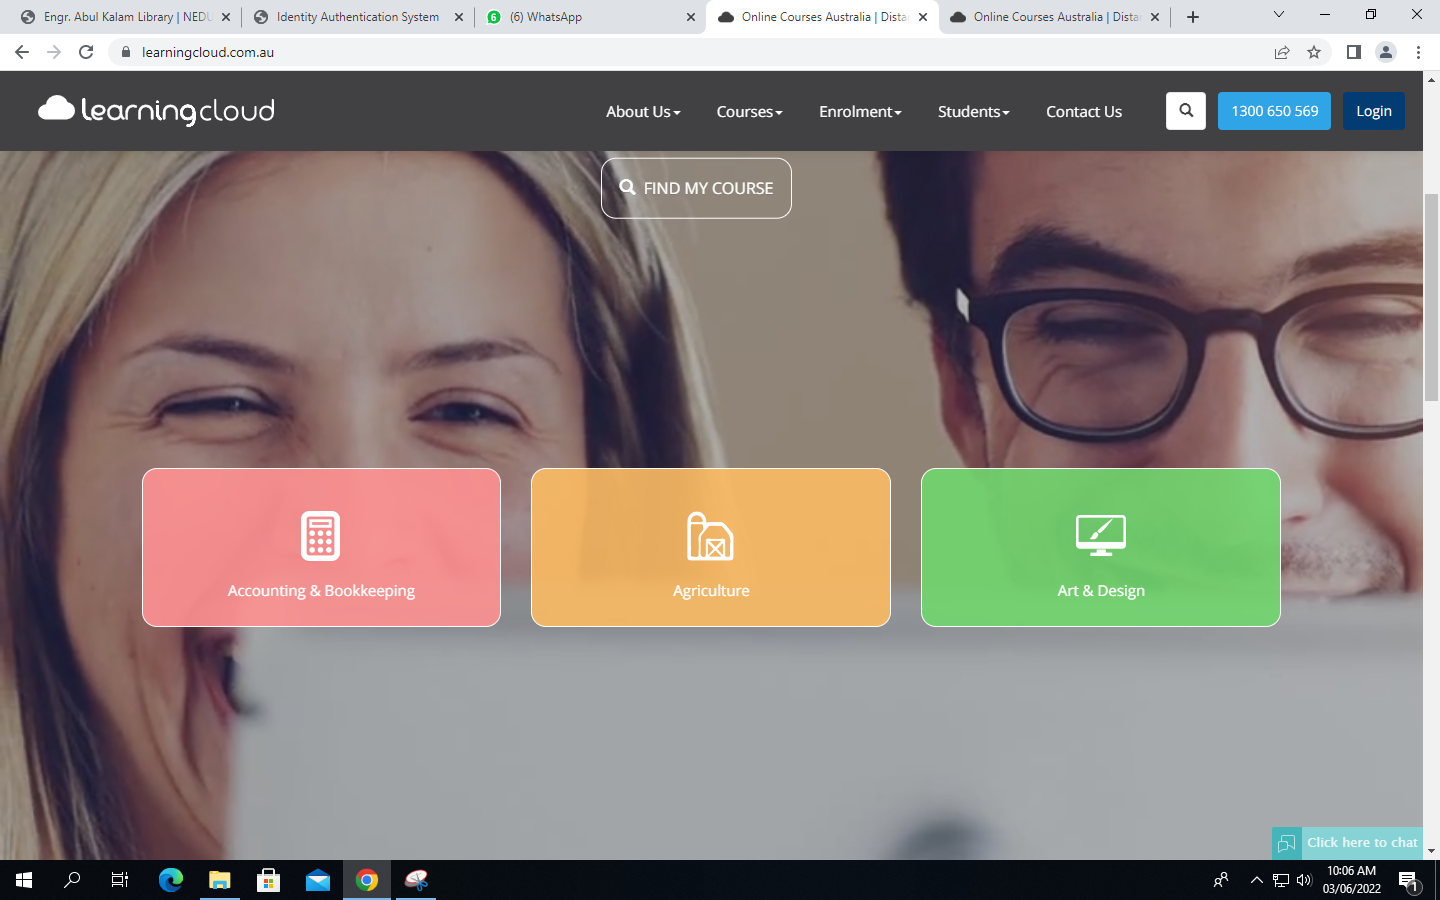 Engr. Abul Kalam Library | NEDU
Identity Authentication System
(6) WhatsApp
Online Courses Australia | Dista
Online Courses Australia | Dista
learningcloud.com.au
learningcloud
About Us
Courses
Enrolment
Students
Contact Us
1300 650 569
Login
FIND MY COURSE
Accounting & Bookkeeping
Agriculture
Art & Design
Click here to chat
10:06 AM
03/06/2022
1